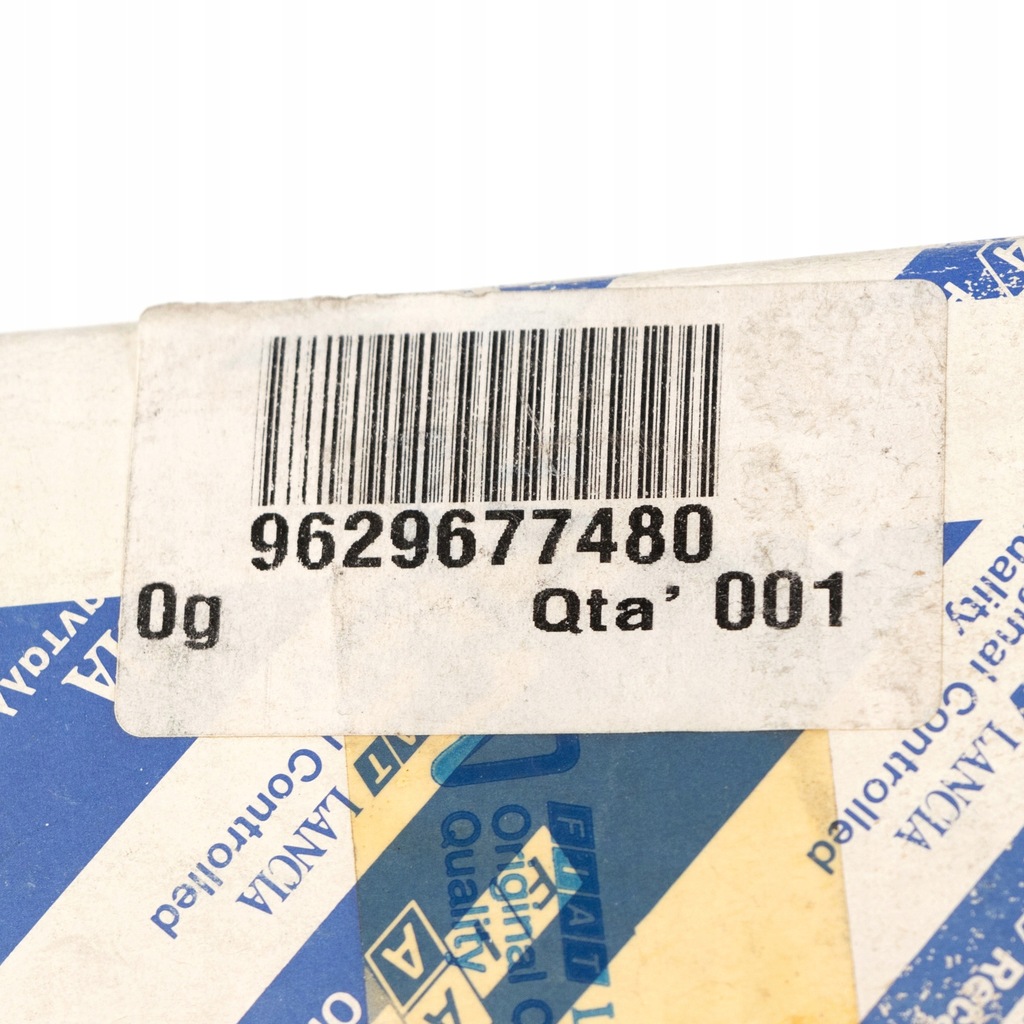 9629677480
0g Qta' 001
Original
Quality
FIAT
LANCIA
Controlled
LANCIA
Controlled